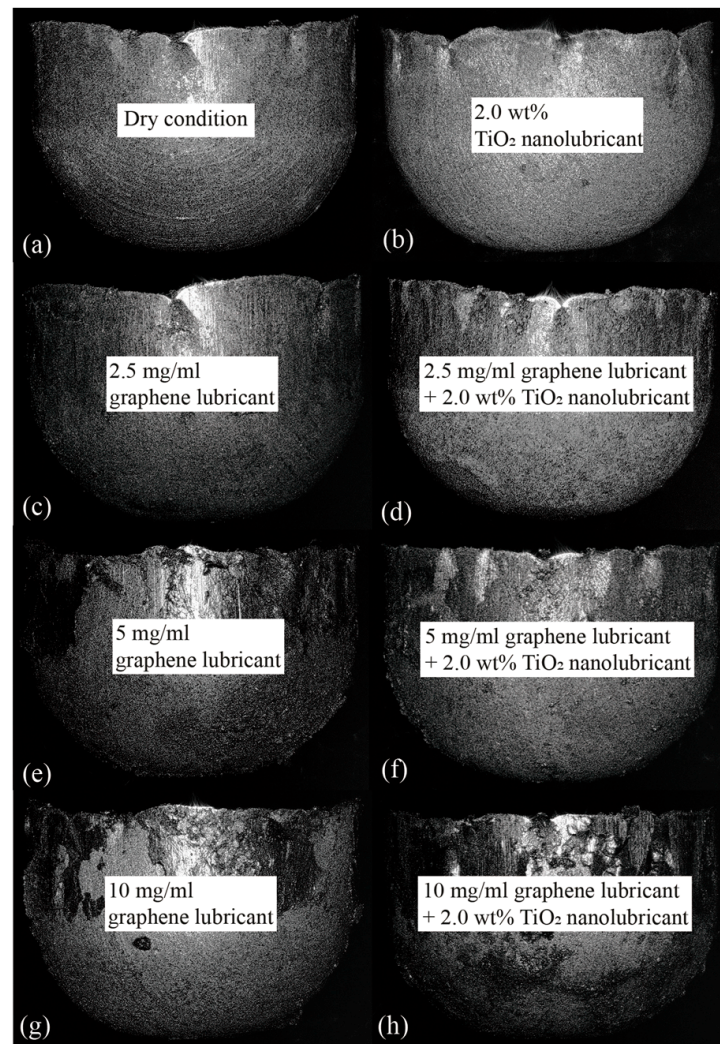 Dry condition
(a)
2.0 wt%
TiO₂ nanolubricant
(b)
2.5 mg/ml
graphene lubricant
(c)
2.5 mg/ml graphene lubricant
+ 2.0 wt% TiO₂ nanolubricant
(d)
5 mg/ml
graphene lubricant
(e)
5 mg/ml graphene lubricant
+ 2.0 wt% TiO₂ nanolubricant
(f)
10 mg/ml
graphene lubricant
(g)
10 mg/ml graphene lubricant
+ 2.0 wt% TiO₂ nanolubricant
(h)